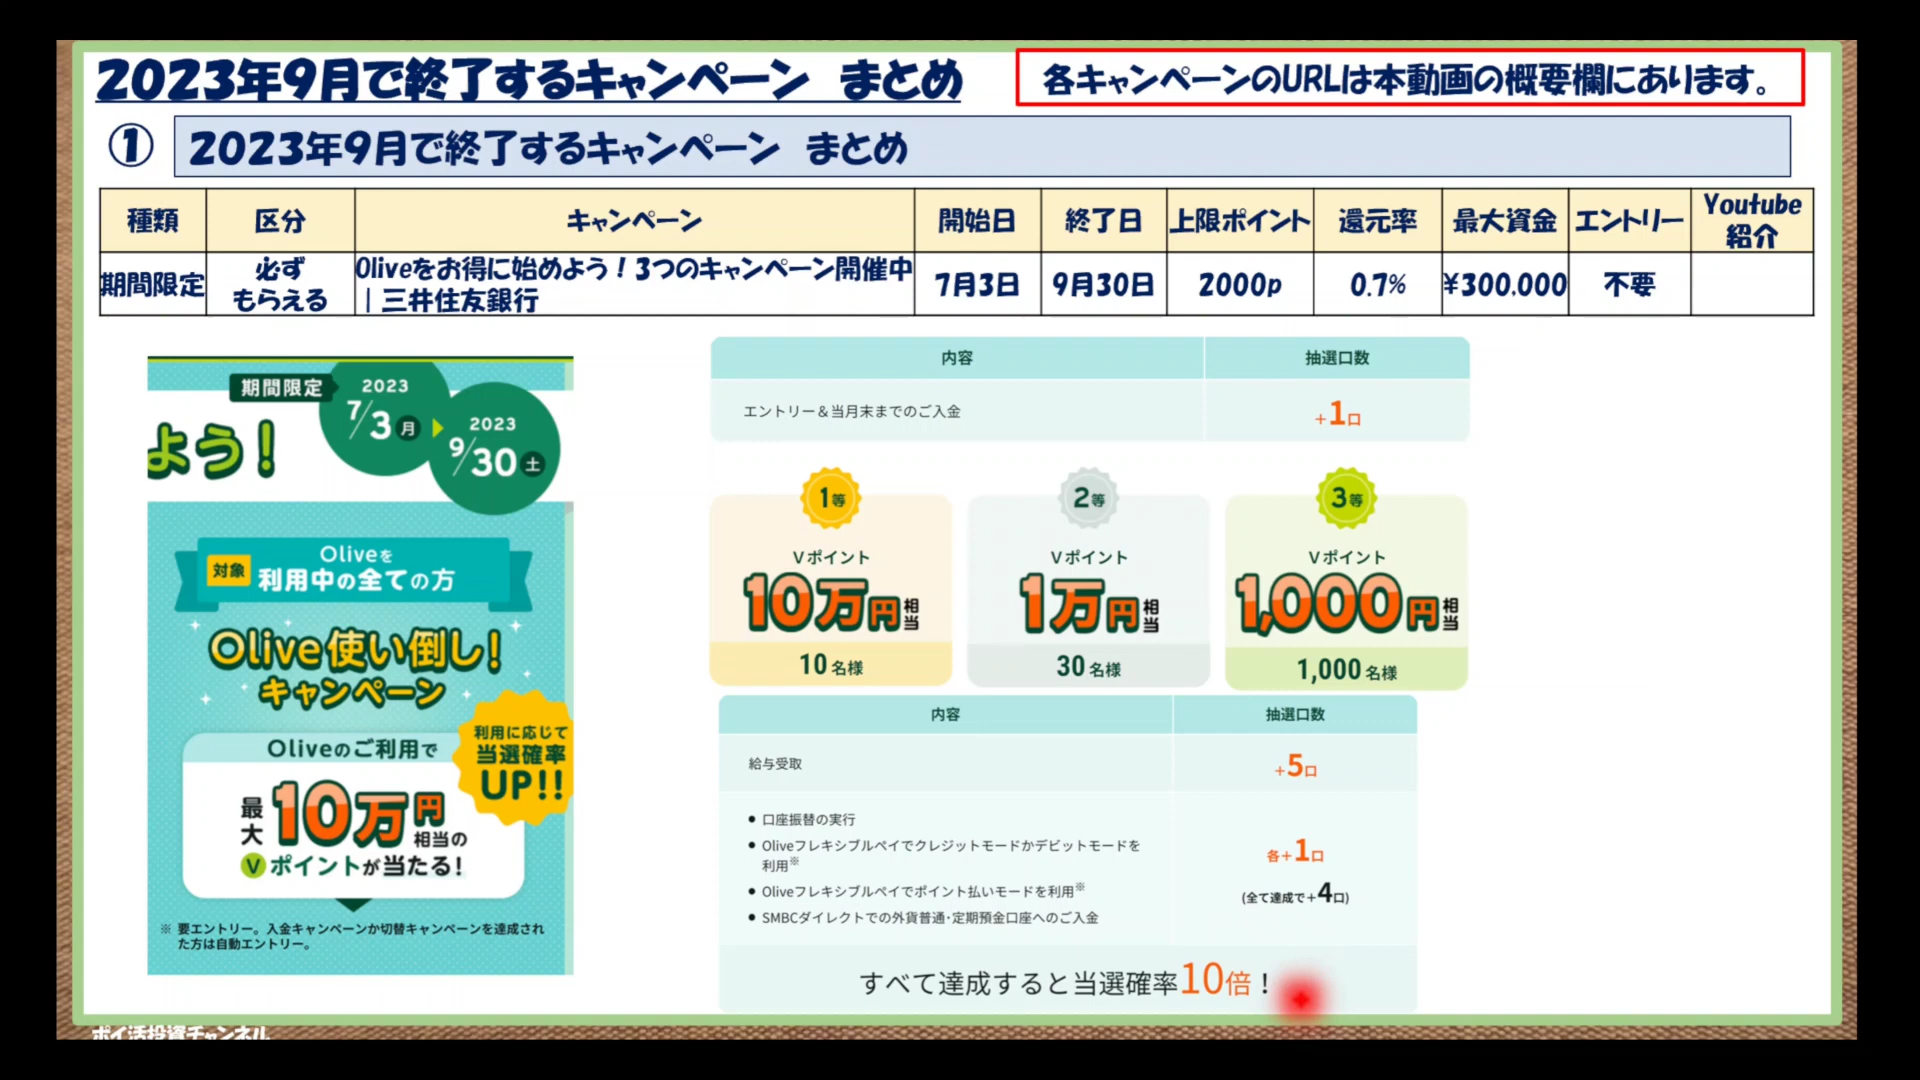 2023年9月で終了するキャンペーン まとめ
各キャンペーンのURLは本動画の概要欄にあります。
① 2023年9月で終了するキャンペーン まとめ
種類 区分 キャンペーン 開始日 終了日 上限ポイント 還元率 最大資金 エントリー Youtube
紹介
期間限定 必ず
もらえる
Oliveをお得に始めよう！3つのキャンペーン開催中
｜三井住友銀行
7月3日 9月30日 2000p 0.7% ¥300,000 不要
期間限定
2023
7/3月
2023
9/30土
よう！
対象
Oliveを
利用中の全ての方
Olive使い倒し！
キャンペーン
利用に応じて
当選確率
UP!!
Oliveのご利用で
最大10万円相当の
Vポイントが当たる！
※ 要エントリー。入金キャンペーンか切替キャンペーンを達成され
た方は自動エントリー。
内容 抽選口数
エントリー＆当月末までのご入金 +1口
1等
Vポイント
10万円相当
10名様
2等
Vポイント
1万円相当
30名様
3等
Vポイント
1,000円相当
1,000名様
内容 抽選口数
給与受取 +5口
• 口座振替の実行
• Oliveフレキシブルペイでクレジットモードかデビットモードを
利用※
• Oliveフレキシブルペイでポイント払いモードを利用※
• SMBCダイレクトでの外貨普通･定期預金口座へのご入金
各+1口
(全て達成で+4口)
すべて達成すると当選確率10倍！
ポイ活投資チャンネル